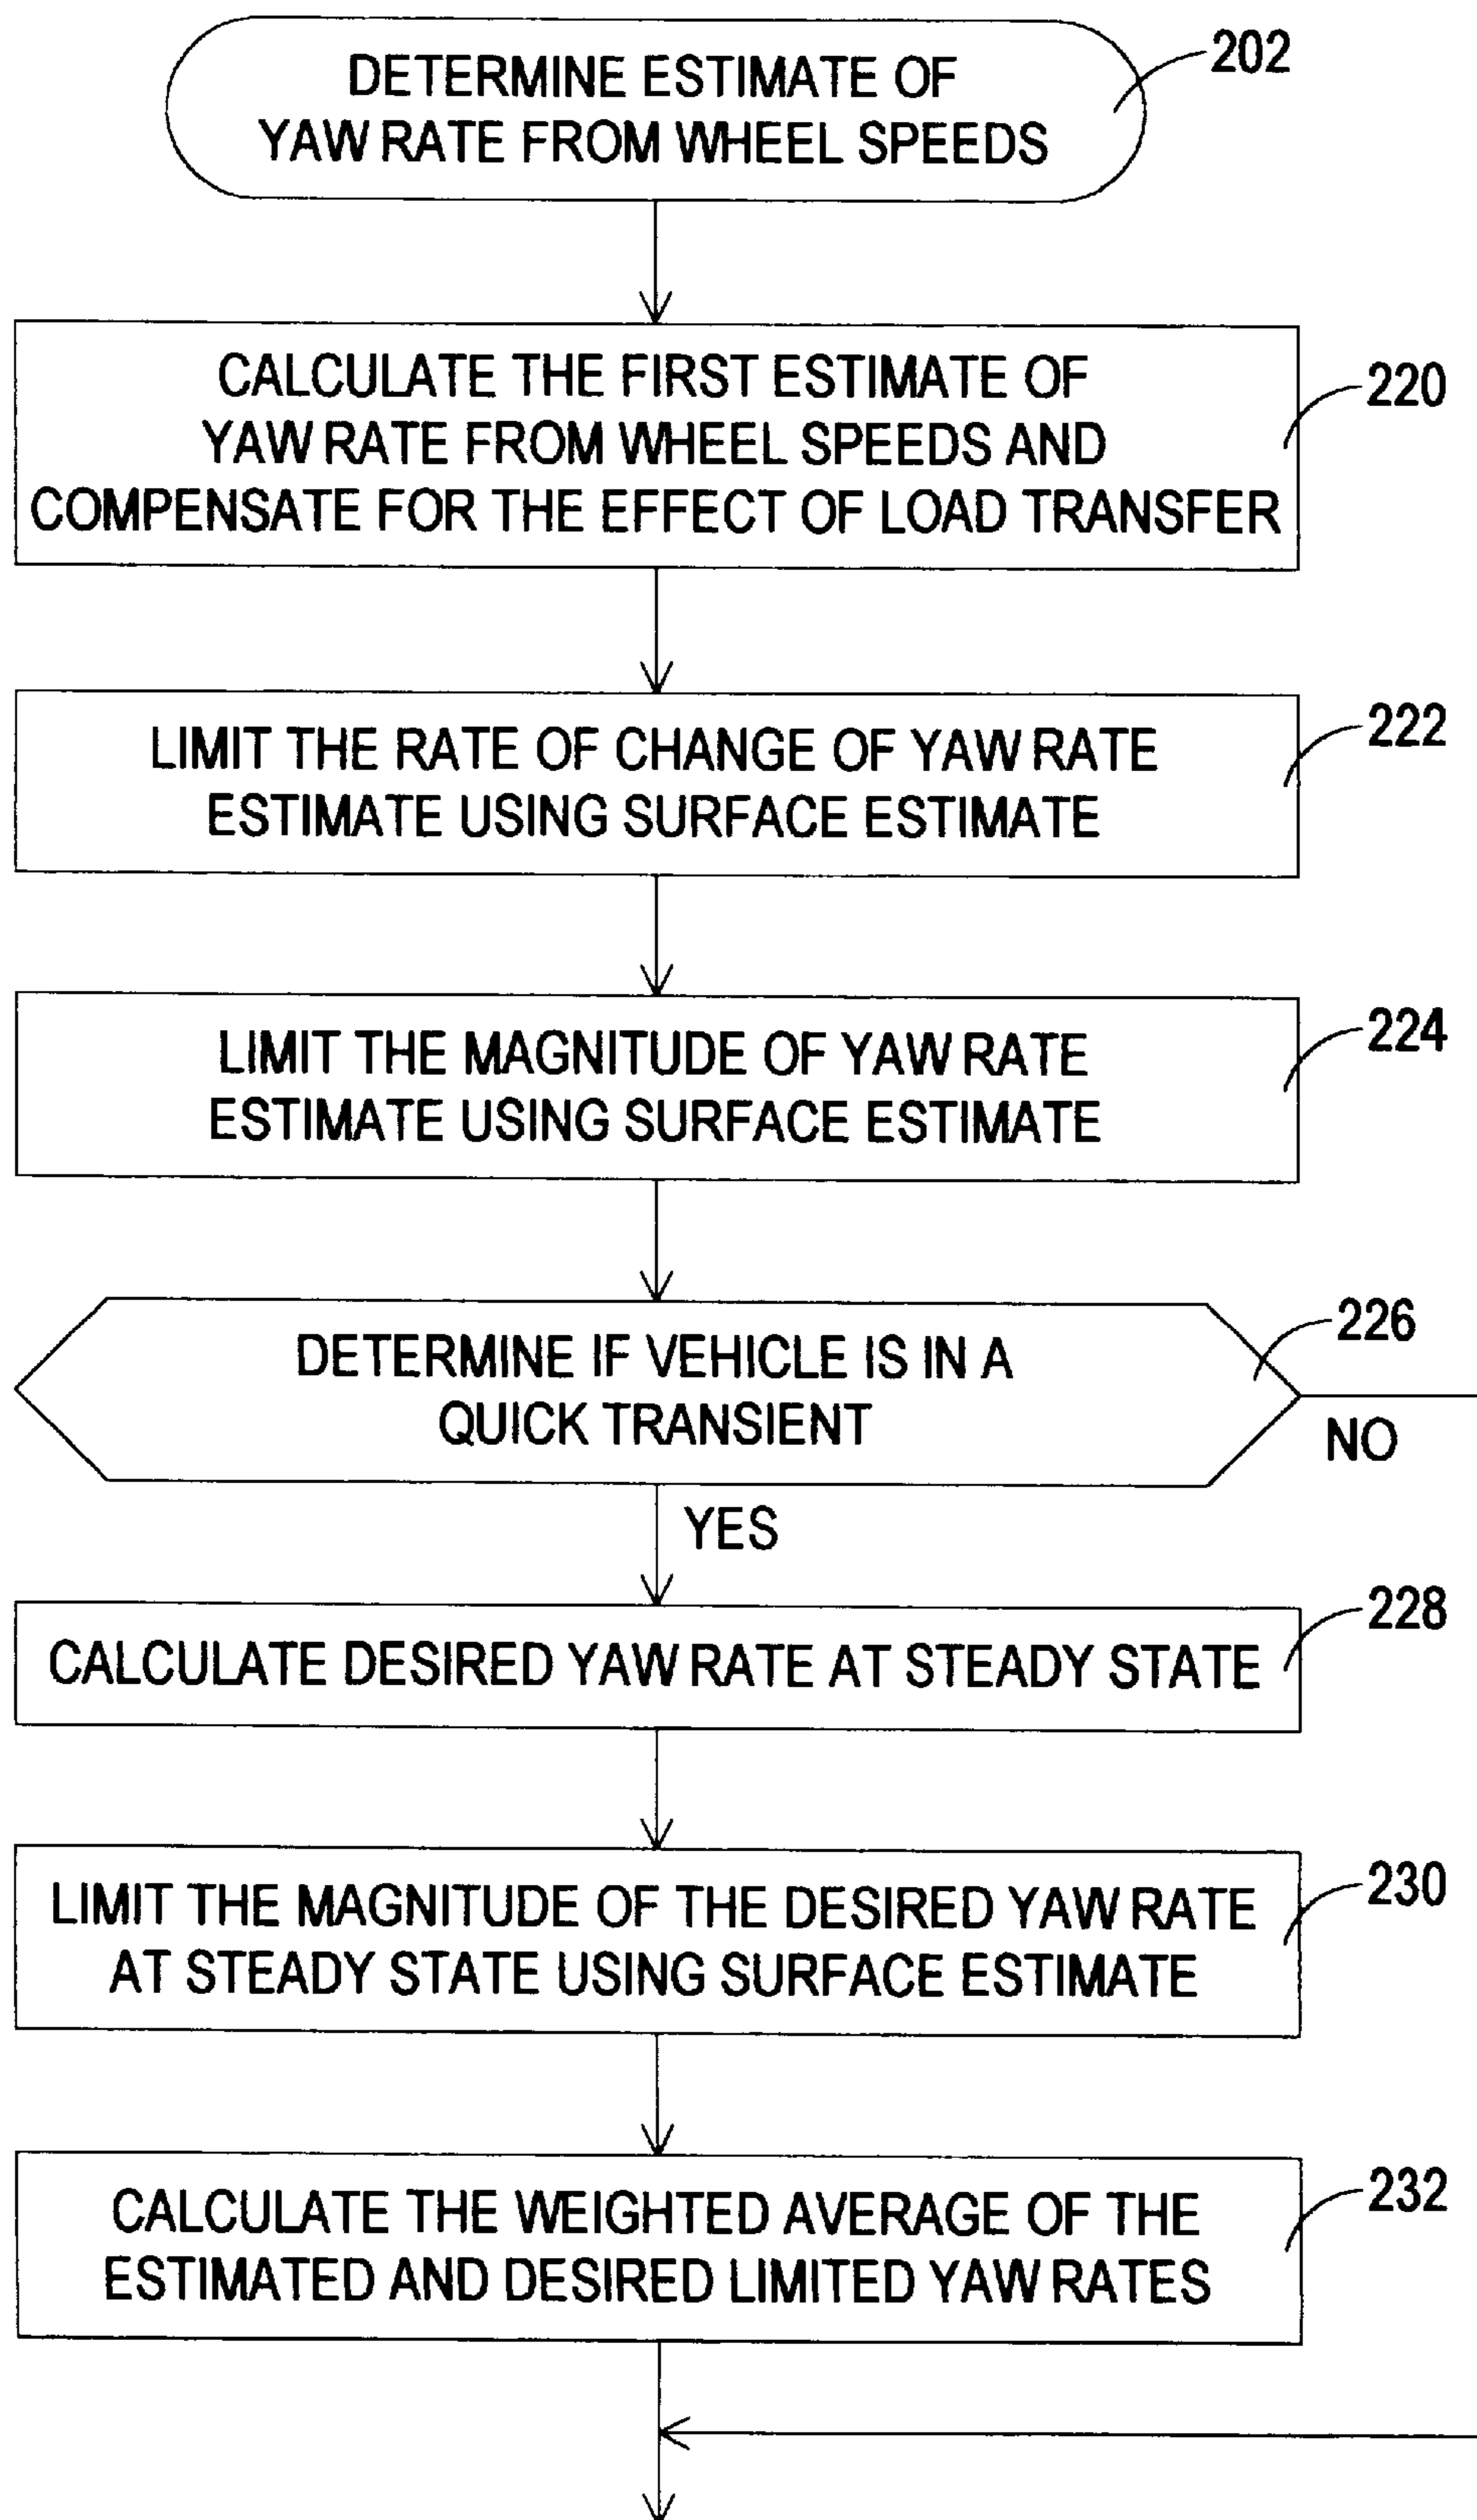 DETERMINE ESTIMATE OF
YAW RATE FROM WHEEL SPEEDS
202
CALCULATE THE FIRST ESTIMATE OF
YAW RATE FROM WHEEL SPEEDS AND
COMPENSATE FOR THE EFFECT OF LOAD TRANSFER
220
LIMIT THE RATE OF CHANGE OF YAW RATE
ESTIMATE USING SURFACE ESTIMATE
222
LIMIT THE MAGNITUDE OF YAW RATE
ESTIMATE USING SURFACE ESTIMATE
224
DETERMINE IF VEHICLE IS IN A
QUICK TRANSIENT
226
NO
YES
CALCULATE DESIRED YAW RATE AT STEADY STATE
228
LIMIT THE MAGNITUDE OF THE DESIRED YAW RATE
AT STEADY STATE USING SURFACE ESTIMATE
230
CALCULATE THE WEIGHTED AVERAGE OF THE
ESTIMATED AND DESIRED LIMITED YAW RATES
232